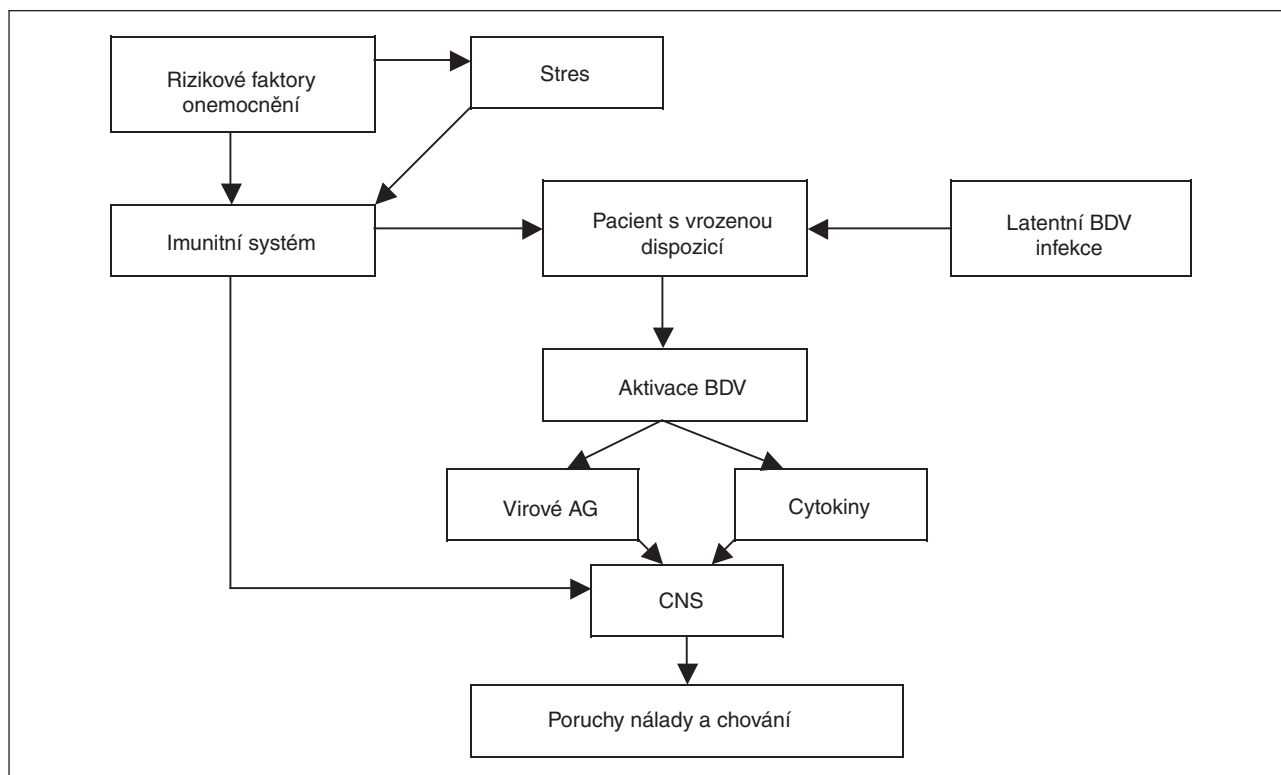 Rizikové faktory
onemocnění
Stres
Imunitní systém
Pacient s vrozenou
dispozicí
Latentní BDV
infekce
Aktivace BDV
Virové AG
Cytokiny
CNS
Poruchy nálady a chování